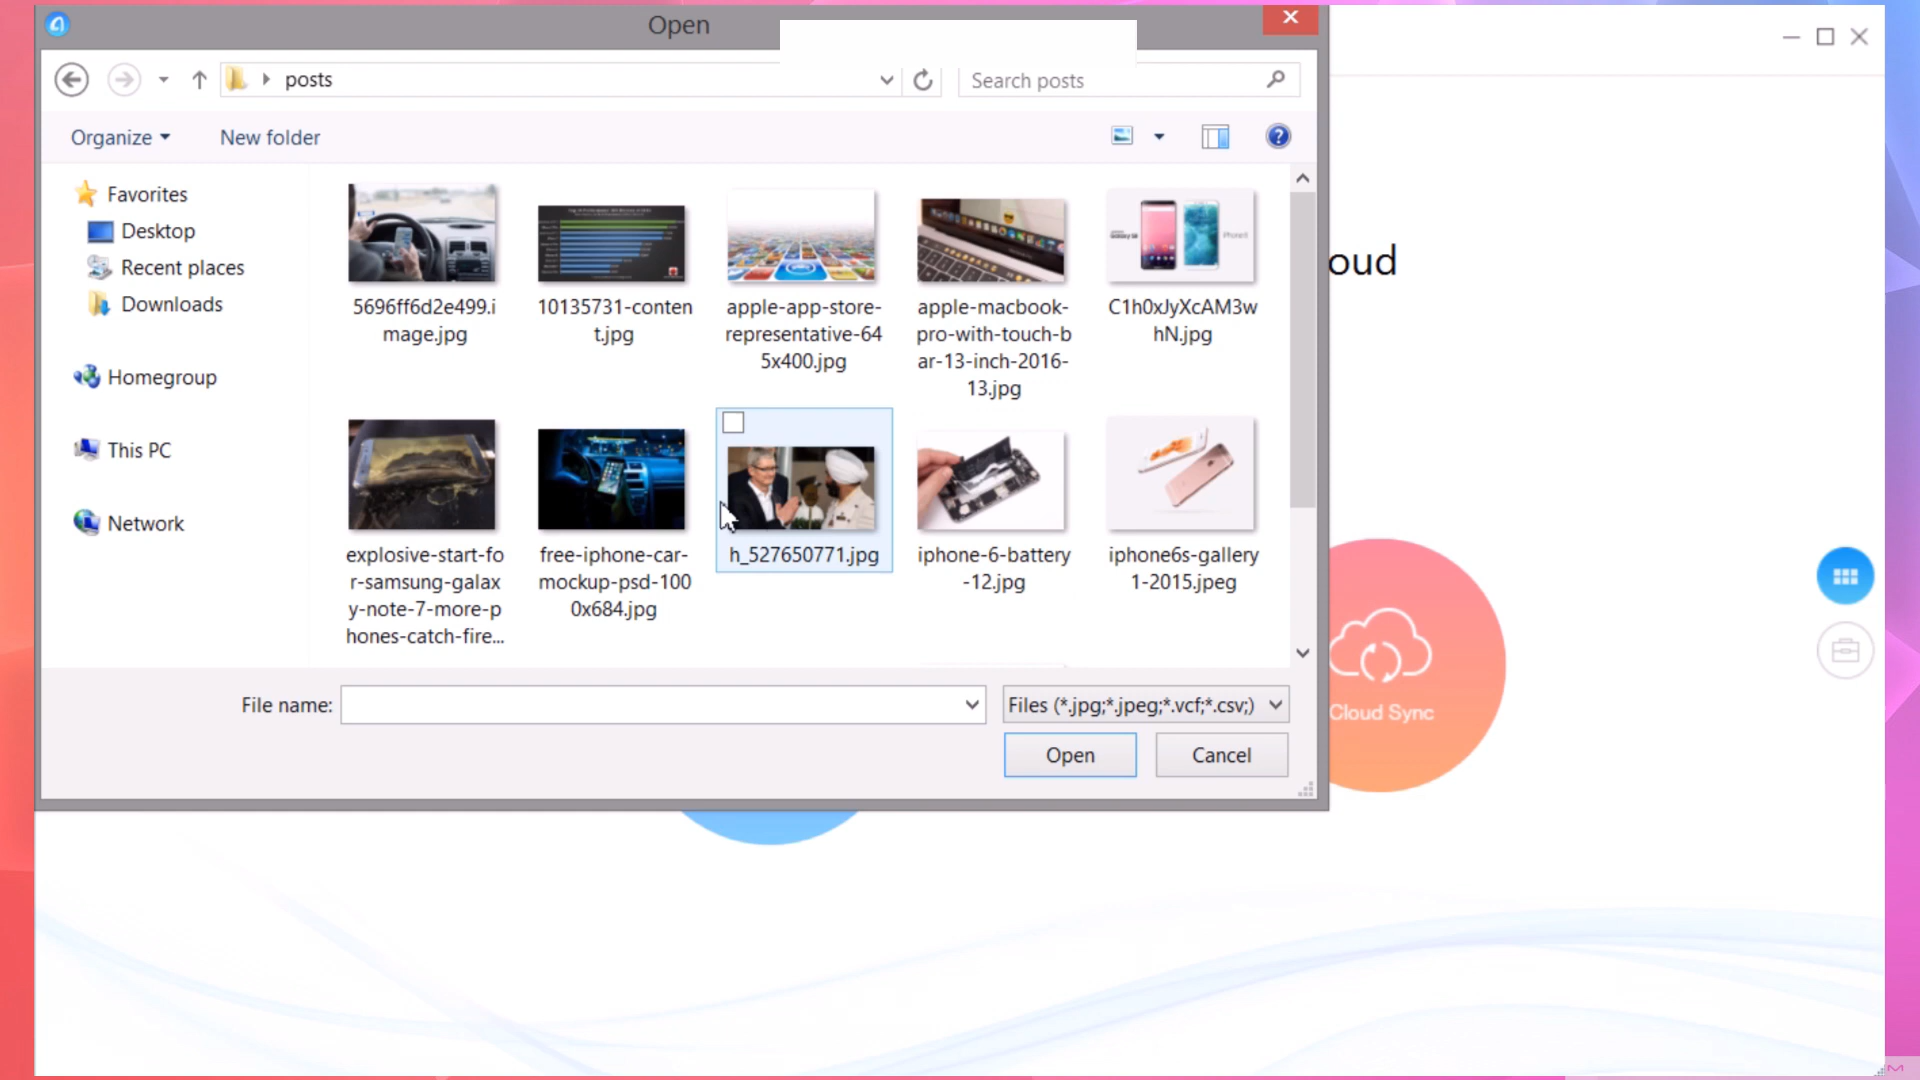 Open
posts
Search posts
Organize
New folder
Favorites
Desktop
Recent places
Downloads
Homegroup
This PC
Network
5696ff6d2e499.i
mage.jpg
10135731-conten
t.jpg
apple-app-store-
representative-64
5x400.jpg
apple-macbook-
pro-with-touch-b
ar-13-inch-2016-
13.jpg
C1h0xJyXcAM3w
hN.jpg
explosive-start-fo
r-samsung-galax
y-note-7-more-p
hones-catch-fire...
free-iphone-car-
mockup-psd-100
0x684.jpg
h_527650771.jpg
iphone-6-battery
-12.jpg
iphone6s-gallery
1-2015.jpeg
File name:
Files (*.jpg;*.jpeg;*.vcf;*.csv;)
Open
Cancel
oud
Cloud Sync